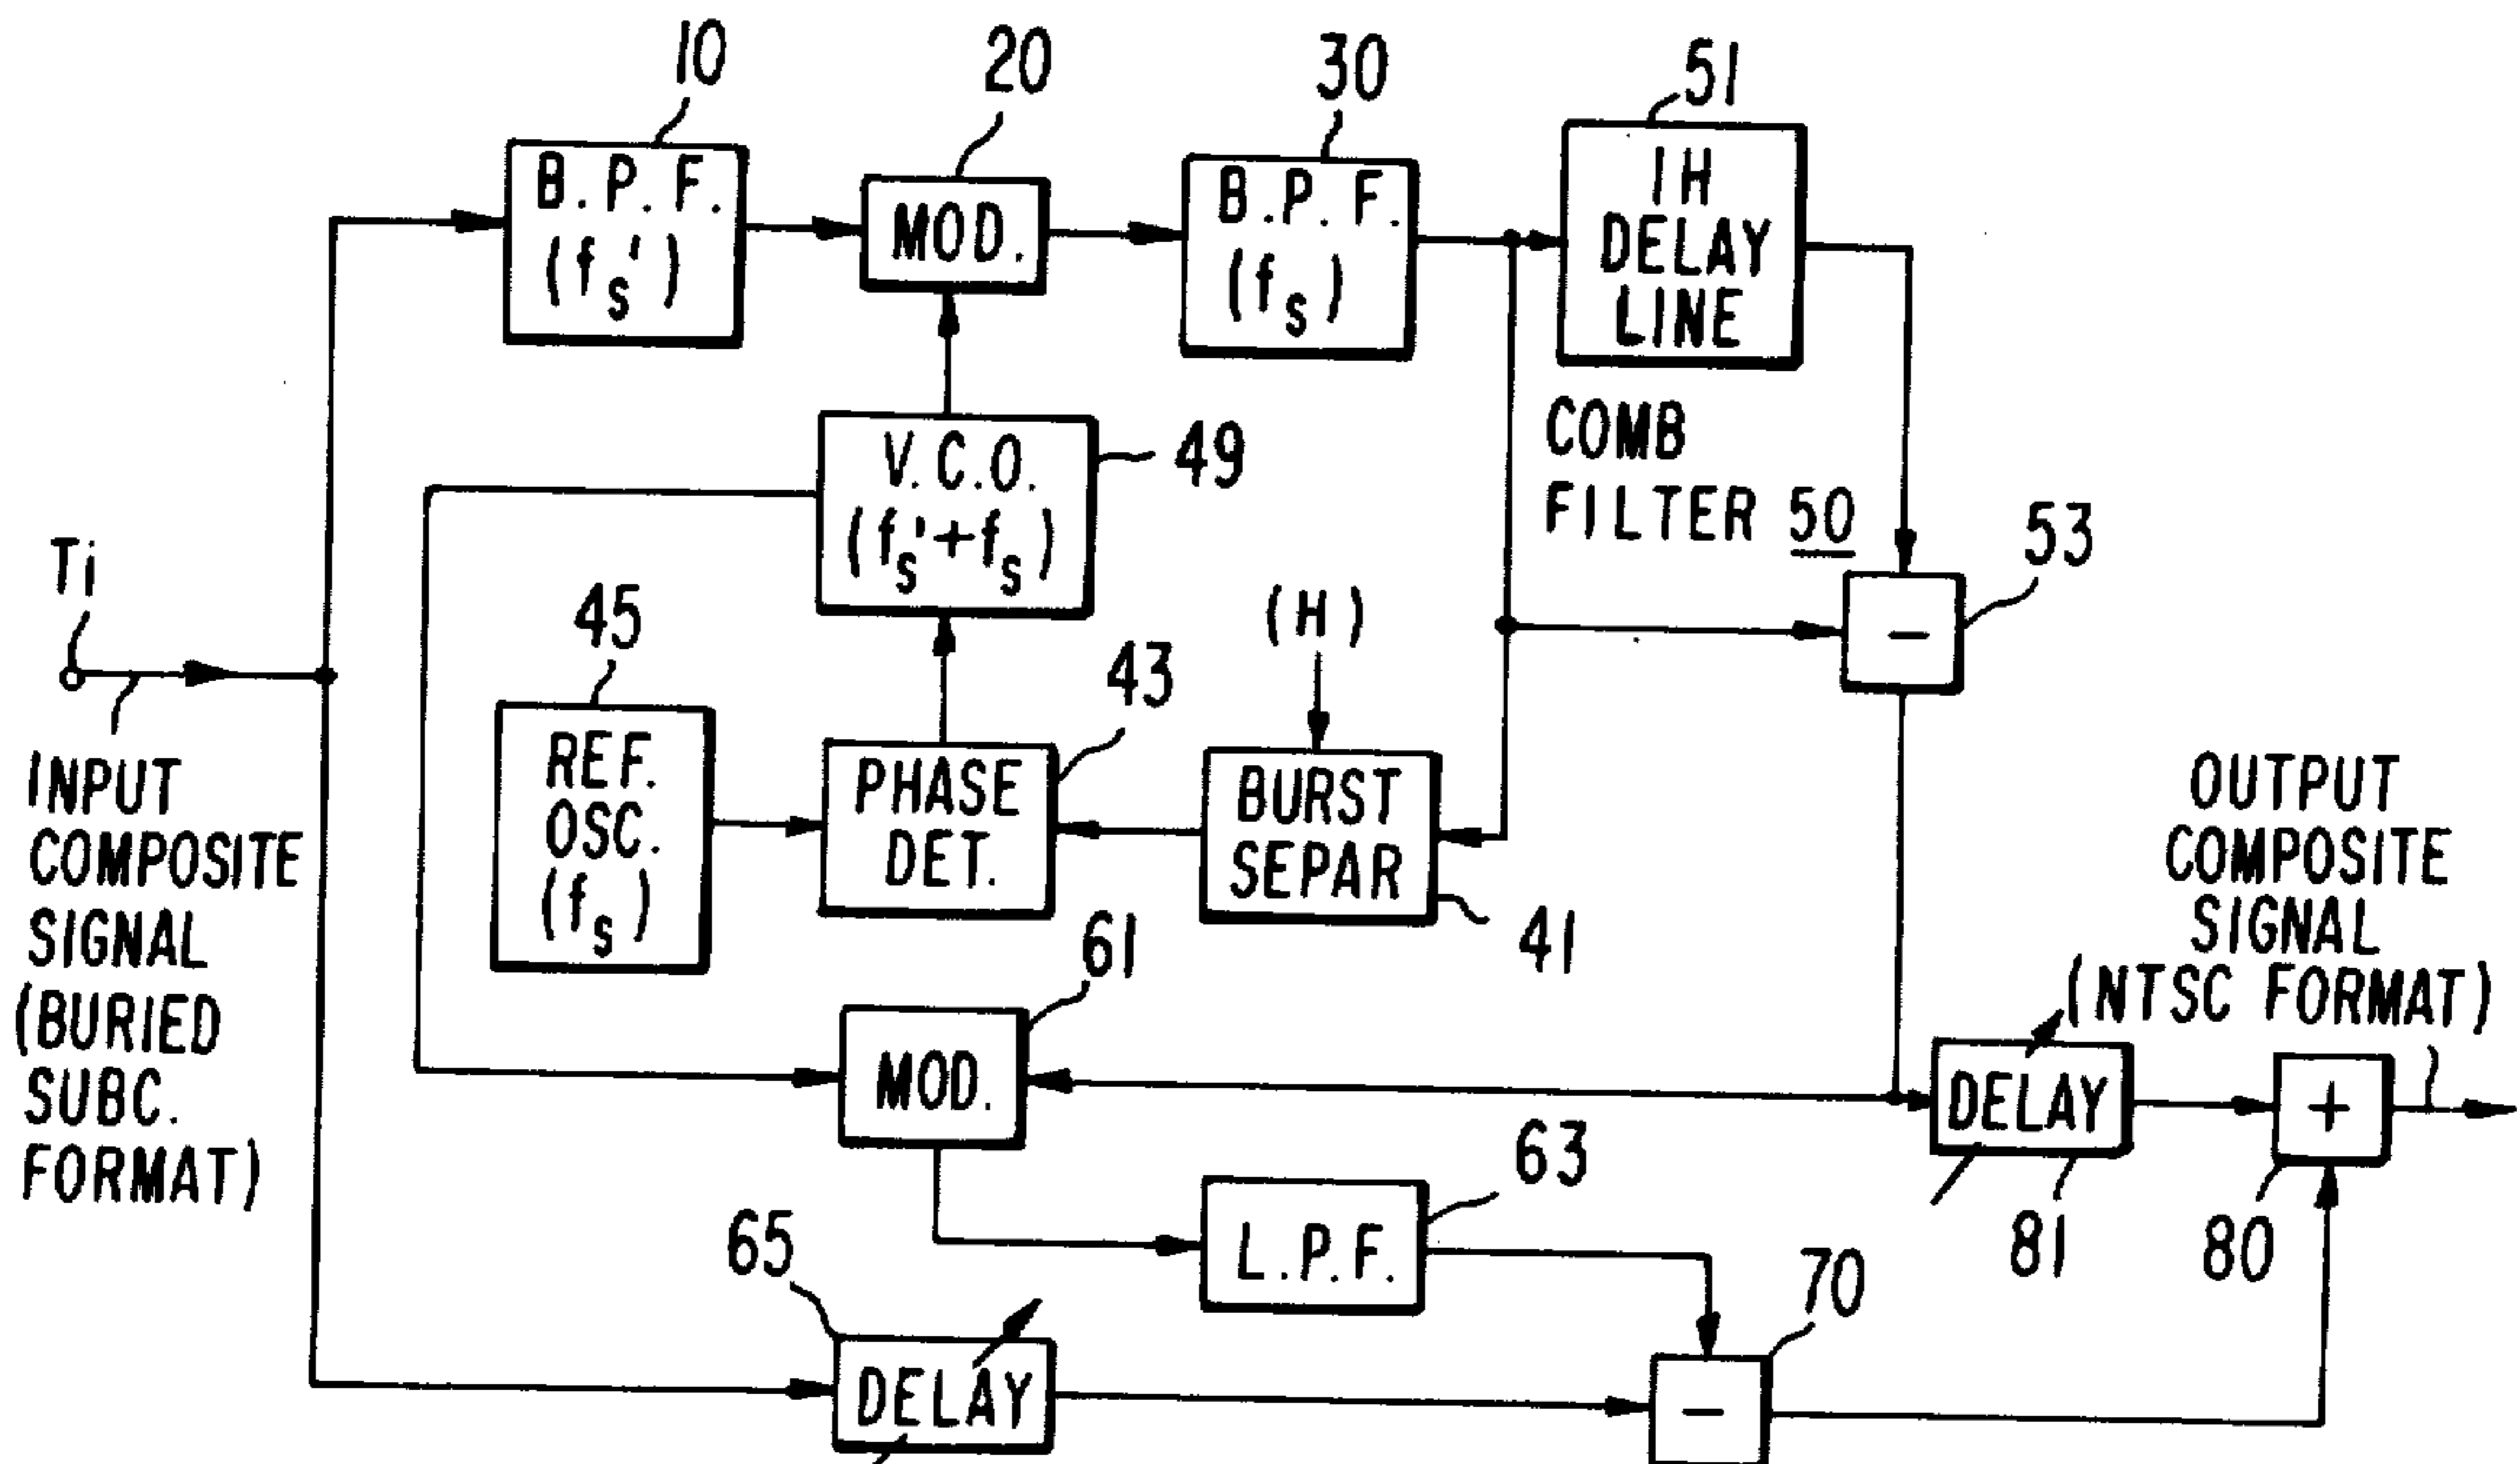 10
20
30
51
B.P.F.
(fs')
MOD.
B.P.F.
(fs)
1H
DELAY
LINE
V.C.O.
(fs'+fs)
49
COMB
FILTER 50
53
Ti
45
(H)
43
−
REF.
OSC.
(fs)
PHASE
DET.
BURST
SEPAR
41
INPUT
COMPOSITE
SIGNAL
(BURIED
SUBC.
FORMAT)
OUTPUT
COMPOSITE
SIGNAL
(NTSC FORMAT)
61
MOD.
DELAY
+
81
80
63
L.P.F.
65
DELAY
70
−